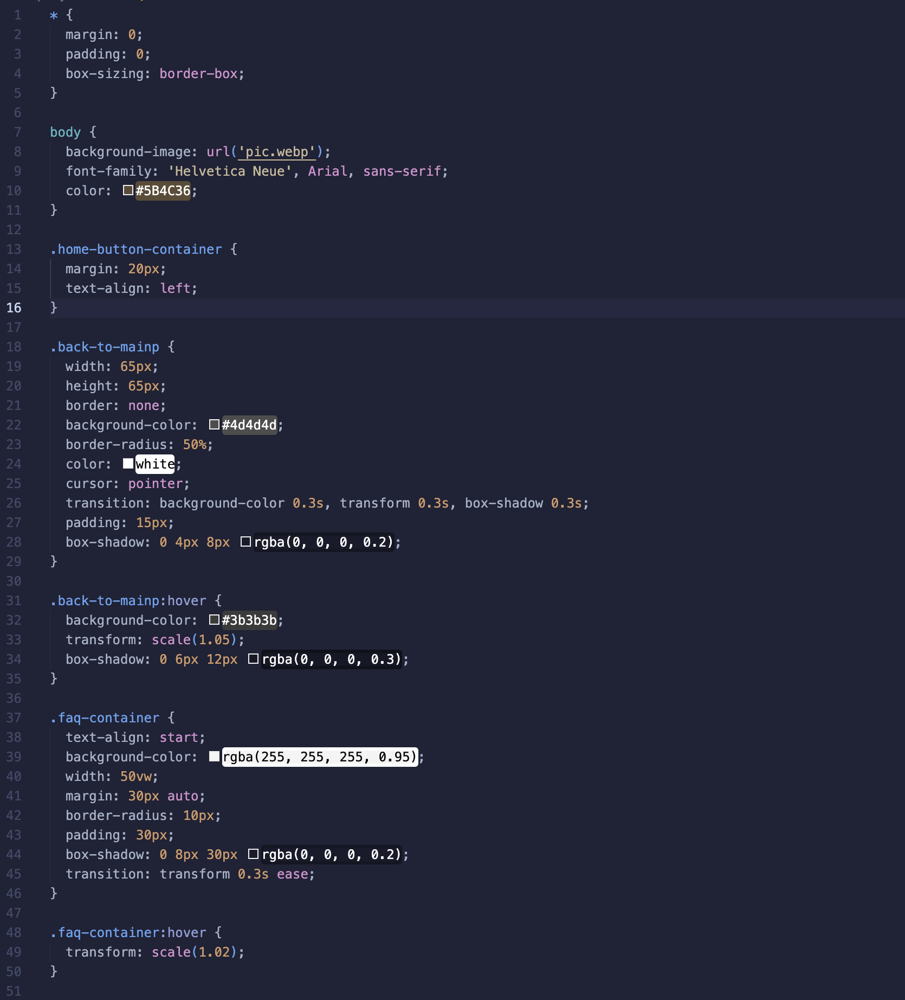 1 * {
2 margin: 0;
3 padding: 0;
4 box-sizing: border-box;
5 }
6
7 body {
8 background-image: url('pic.webp');
9 font-family: 'Helvetica Neue', Arial, sans-serif;
10 color: #5B4C36;
11 }
12
13 .home-button-container {
14 margin: 20px;
15 text-align: left;
16 }
17
18 .back-to-mainp {
19 width: 65px;
20 height: 65px;
21 border: none;
22 background-color: #4d4d4d;
23 border-radius: 50%;
24 color: white;
25 cursor: pointer;
26 transition: background-color 0.3s, transform 0.3s, box-shadow 0.3s;
27 padding: 15px;
28 box-shadow: 0 4px 8px rgba(0, 0, 0, 0.2);
29 }
30
31 .back-to-mainp:hover {
32 background-color: #3b3b3b;
33 transform: scale(1.05);
34 box-shadow: 0 6px 12px rgba(0, 0, 0, 0.3);
35 }
36
37 .faq-container {
38 text-align: start;
39 background-color: rgba(255, 255, 255, 0.95);
40 width: 50vw;
41 margin: 30px auto;
42 border-radius: 10px;
43 padding: 30px;
44 box-shadow: 0 8px 30px rgba(0, 0, 0, 0.2);
45 transition: transform 0.3s ease;
46 }
47
48 .faq-container:hover {
49 transform: scale(1.02);
50 }
51